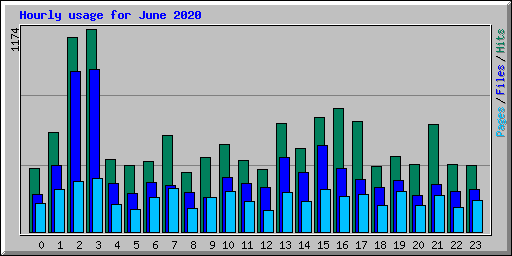 Hourly usage for June 2020
1174
Pages / Files / Hits
0 1 2 3 4 5 6 7 8 9 10 11 12 13 14 15 16 17 18 19 20 21 22 23